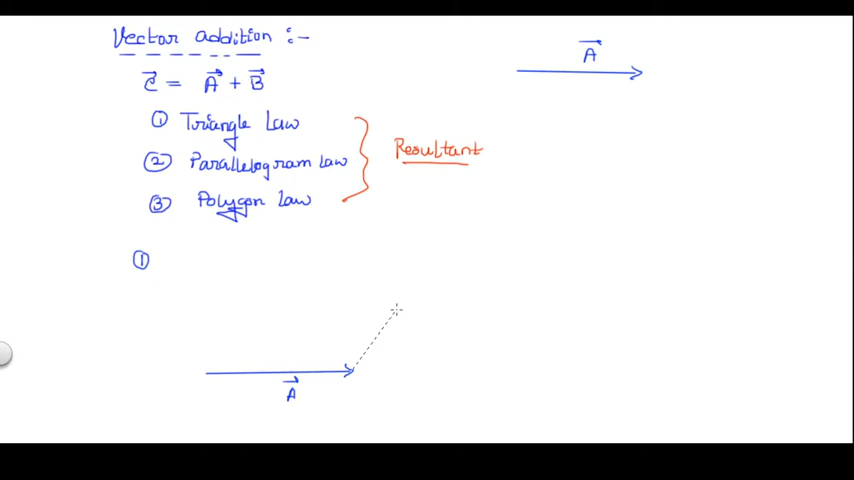 Vector addition :-
C⃗ = A⃗ + B⃗
① Triangle Law
② Parallelogram Law
③ Polygon Law
Resultant
A⃗
①
A⃗